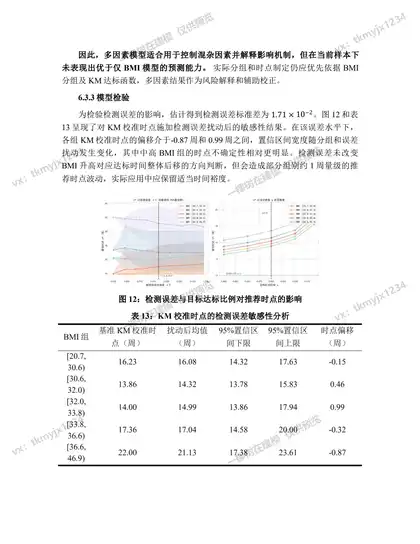 因此，多因素模型适合用于控制混杂因素并解释影响机制，但在当前样本下
未表现出优于仅 BMI 模型的预测能力。实际分组和时点制定仍应优先依据 BMI
分组及 KM 达标函数，多因素结果作为风险解释和辅助校正。
6.3.3 模型检验
为检验检测误差的影响，估计得到检测误差标准差为 1.71 × 10⁻²。图 12 和表
13 呈现了对 KM 校准时点施加检测误差扰动后的敏感性结果。在该误差水平下，
各组 KM 校准时点的偏移介于-0.87 周和 0.99 周之间，置信区间宽度随分组和误差
扰动发生变化，其中中高 BMI 组的时点不确定性相对更明显。检测误差未改变
BMI 升高对应达标时间整体后移的方向判断，但会造成部分组别约 1 周量级的推
荐时点波动，实际应用中应保留适当时间裕度。
图 12：检测误差与目标达标比例对推荐时点的影响
表 13：KM 校准时点的检测误差敏感性分析
BMI 组 基准 KM 校准时点（周） 扰动后均值（周） 95%置信区间下限 95%置信区间上限 时点偏移（周）
[20.7, 30.6) 16.23 16.08 14.32 17.63 -0.15
[30.6, 32.0) 13.86 14.32 13.78 15.83 0.46
[32.0, 33.8) 14.00 14.99 13.86 17.94 0.99
[33.8, 36.6) 17.36 17.04 14.58 20.00 -0.32
[36.6, 46.9) 22.00 21.13 17.38 23.61 -0.87
vx: tkmyjx1234